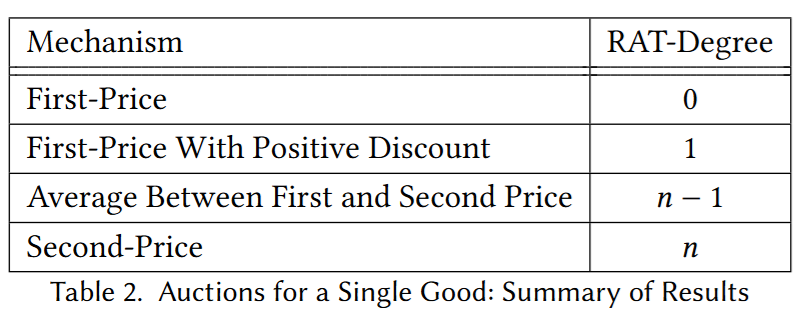 Mechanism RAT-Degree
First-Price 0
First-Price With Positive Discount 1
Average Between First and Second Price n − 1
Second-Price n
Table 2. Auctions for a Single Good: Summary of Results